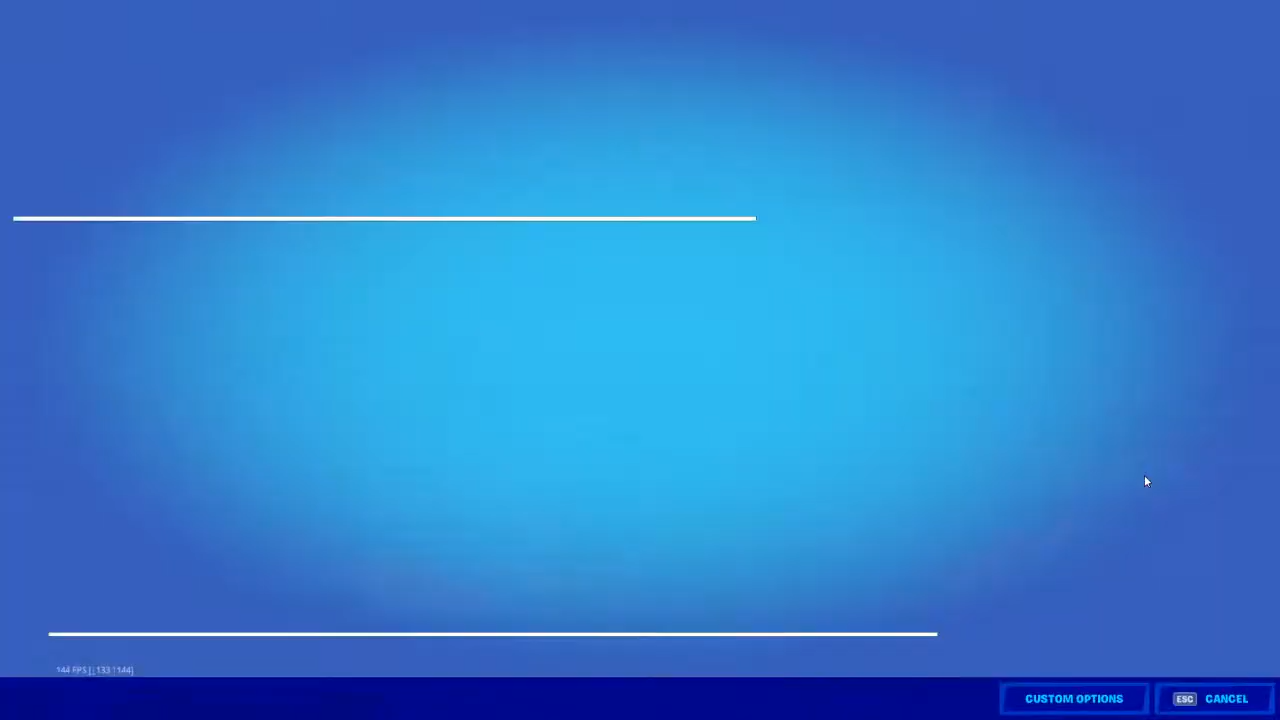 144 FPS [↓133 ↑144]
CUSTOM OPTIONS
ESC CANCEL